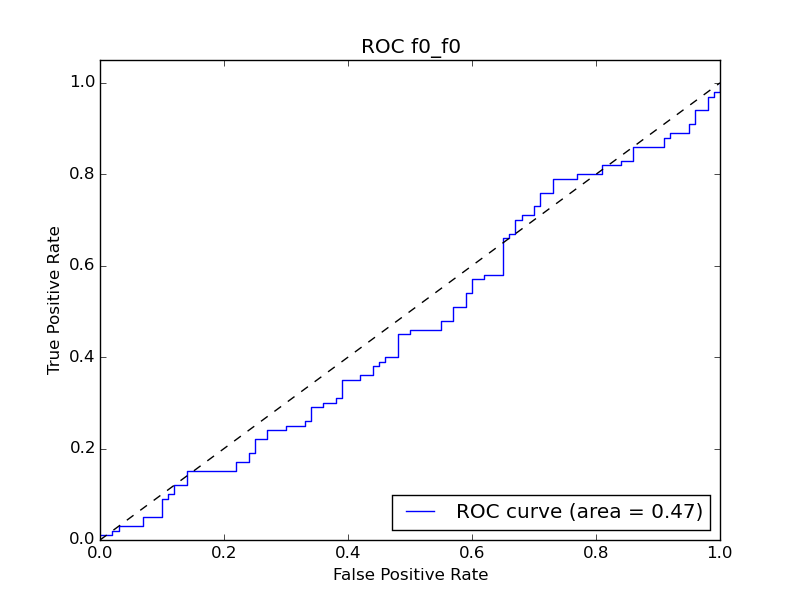 ROC f0_f0
1.0
0.8
0.6
0.4
0.2
0.0
True Positive Rate
ROC curve (area = 0.47)
0.0 0.2 0.4 0.6 0.8 1.0
False Positive Rate